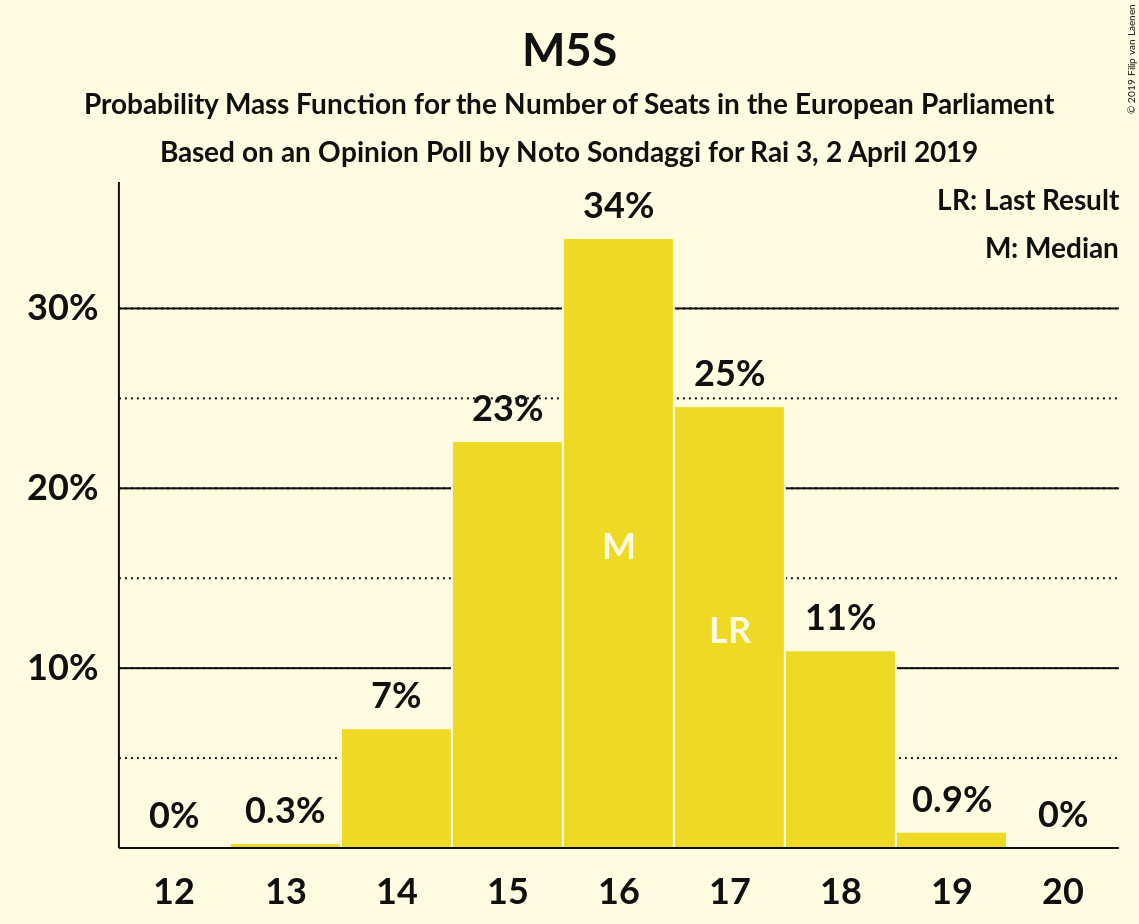 M5S
Probability Mass Function for the Number of Seats in the European Parliament
Based on an Opinion Poll by Noto Sondaggi for Rai 3, 2 April 2019
© 2019 Filip van Laenen
LR: Last Result
M: Median
34%
30%
25%
23%
20%
M
LR
11%
10%
7%
0%
0.3%
0.9%
0%
12 13 14 15 16 17 18 19 20